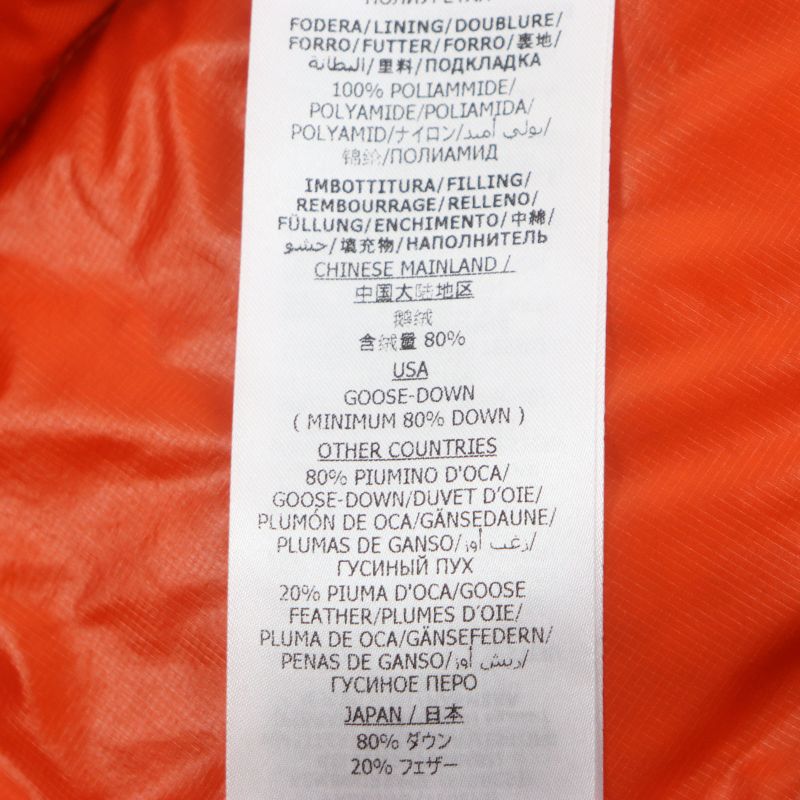 FODERA/LINING/DOUBLURE/
FORRO/FUTTER/FORRO/裏地/
البطانة/里料/ПОДКЛАДКА
100% POLIAMMIDE/
POLYAMIDE/POLIAMIDA/
POLYAMID/ナイロン/بولي أميد/
锦纶/ПОЛИАМИД
IMBOTTITURA/FILLING/
REMBOURRAGE/RELLENO/
FÜLLUNG/ENCHIMENTO/中綿/
حشو/填充物/НАПОЛНИТЕЛЬ
CHINESE MAINLAND /
中国大陆地区
鹅绒
含绒量 80%
USA
GOOSE-DOWN
( MINIMUM 80% DOWN )
OTHER COUNTRIES
80% PIUMINO D'OCA/
GOOSE-DOWN/DUVET D'OIE/
PLUMÓN DE OCA/GÄNSEDAUNE/
PLUMAS DE GANSO/زغب أوز/
ГУСИНЫЙ ПУХ
20% PIUMA D'OCA/GOOSE
FEATHER/PLUMES D'OIE/
PLUMA DE OCA/GÄNSEFEDERN/
PENAS DE GANSO/ريش أوز/
ГУСИНОЕ ПЕРО
JAPAN / 日本
80% ダウン
20% フェザー